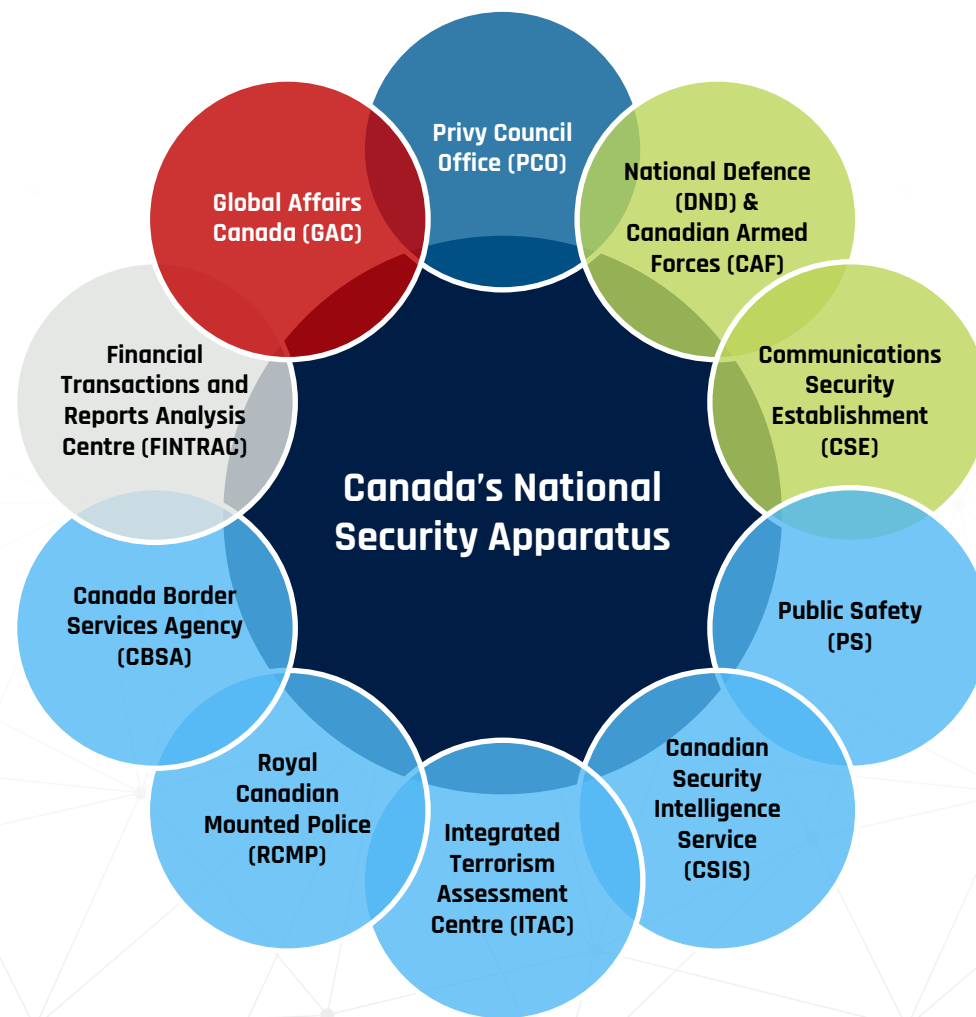 Privy Council
Office (PCO)
National Defence
(DND) &
Canadian Armed
Forces (CAF)
Communications
Security
Establishment
(CSE)
Public Safety
(PS)
Canadian
Security
Intelligence
Service
(CSIS)
Integrated
Terrorism
Assessment
Centre (ITAC)
Royal
Canadian
Mounted Police
(RCMP)
Canada Border
Services Agency
(CBSA)
Financial
Transactions and
Reports Analysis
Centre (FINTRAC)
Global Affairs
Canada (GAC)
Canada’s National
Security Apparatus